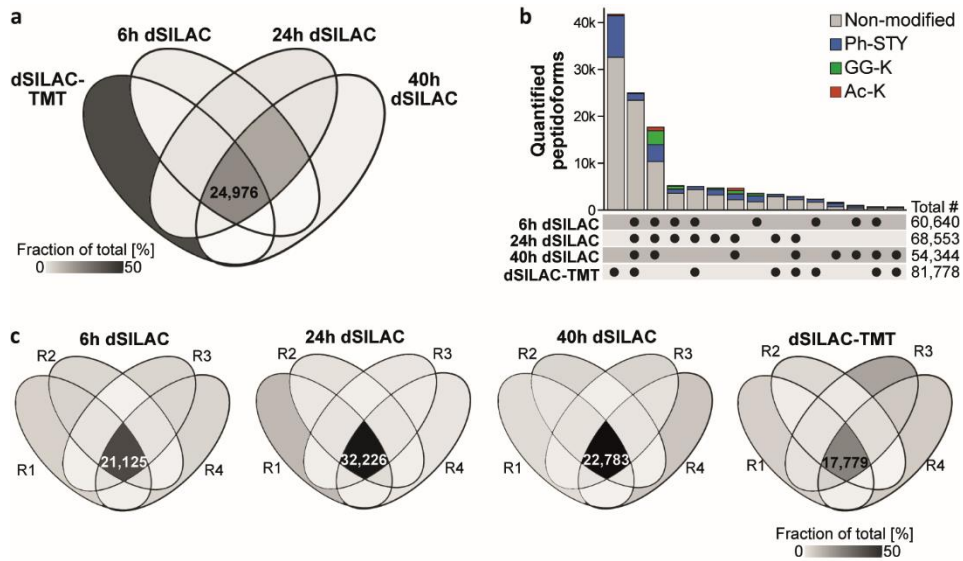 a
6h dSILAC
24h dSILAC
dSILAC-
TMT
40h
dSILAC
24,976
Fraction of total [%]
0
50
b
40k
30k
20k
10k
0
Quantified
peptidoforms
Non-modified
Ph-STY
GG-K
Ac-K
Total #
6h dSILAC
60,640
24h dSILAC
68,553
40h dSILAC
54,344
dSILAC-TMT
81,778
c
6h dSILAC
R2
R3
R1
R4
21,125
24h dSILAC
R2
R3
R1
R4
32,226
40h dSILAC
R2
R3
R1
R4
22,783
dSILAC-TMT
R2
R3
R1
R4
17,779
Fraction of total [%]
0
50